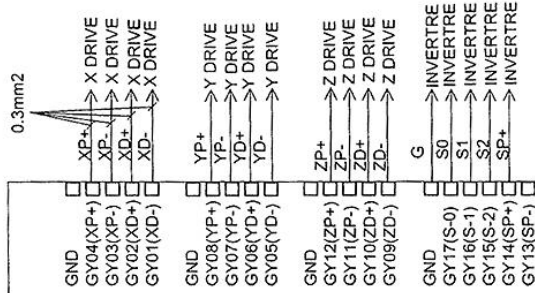 0.3mm2
X DRIVE
X DRIVE
X DRIVE
X DRIVE
Y DRIVE
Y DRIVE
Y DRIVE
Y DRIVE
Z DRIVE
Z DRIVE
Z DRIVE
Z DRIVE
INVERTRE
INVERTRE
INVERTRE
INVERTRE
INVERTRE
XP+
XP-
XD+
XD-
YP+
YP-
YD+
YD-
ZP+
ZP-
ZD+
ZD-
G
S0
S1
S2
SP+
GND
GY04(XP+)
GY03(XP-)
GY02(XD+)
GY01(XD-)
GND
GY08(YP+)
GY07(YP-)
GY06(YD+)
GY05(YD-)
GND
GY12(ZP+)
GY11(ZP-)
GY10(ZD+)
GY09(ZD-)
GND
GY17(S-0)
GY16(S-1)
GY15(S-2)
GY14(SP+)
GY13(SP-)